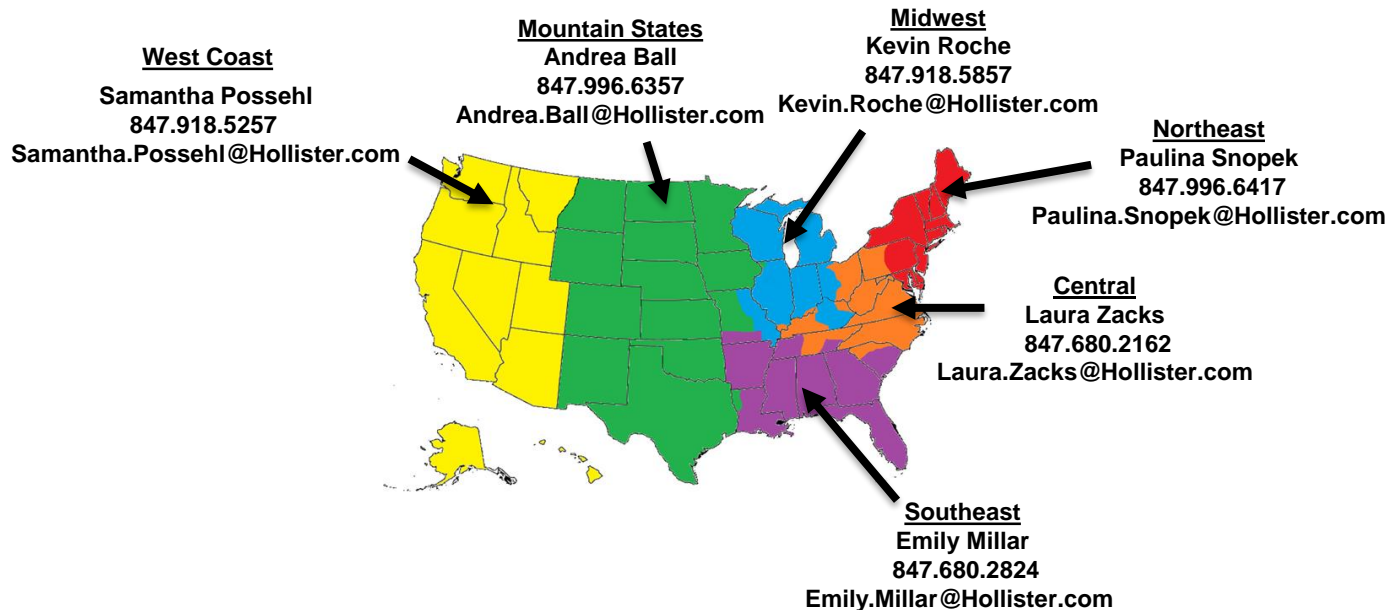 West Coast
Samantha Possehl
847.918.5257
Samantha.Possehl@Hollister.com
Mountain States
Andrea Ball
847.996.6357
Andrea.Ball@Hollister.com
Midwest
Kevin Roche
847.918.5857
Kevin.Roche@Hollister.com
Northeast
Paulina Snopek
847.996.6417
Paulina.Snopek@Hollister.com
Central
Laura Zacks
847.680.2162
Laura.Zacks@Hollister.com
Southeast
Emily Millar
847.680.2824
Emily.Millar@Hollister.com